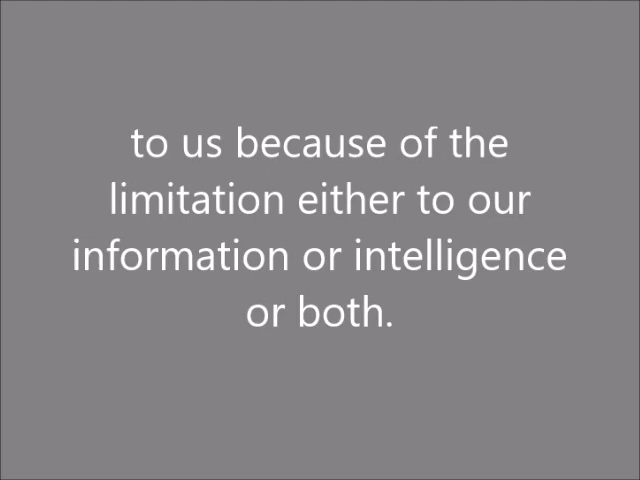 to us because of the
limitation either to our
information or intelligence
or both.